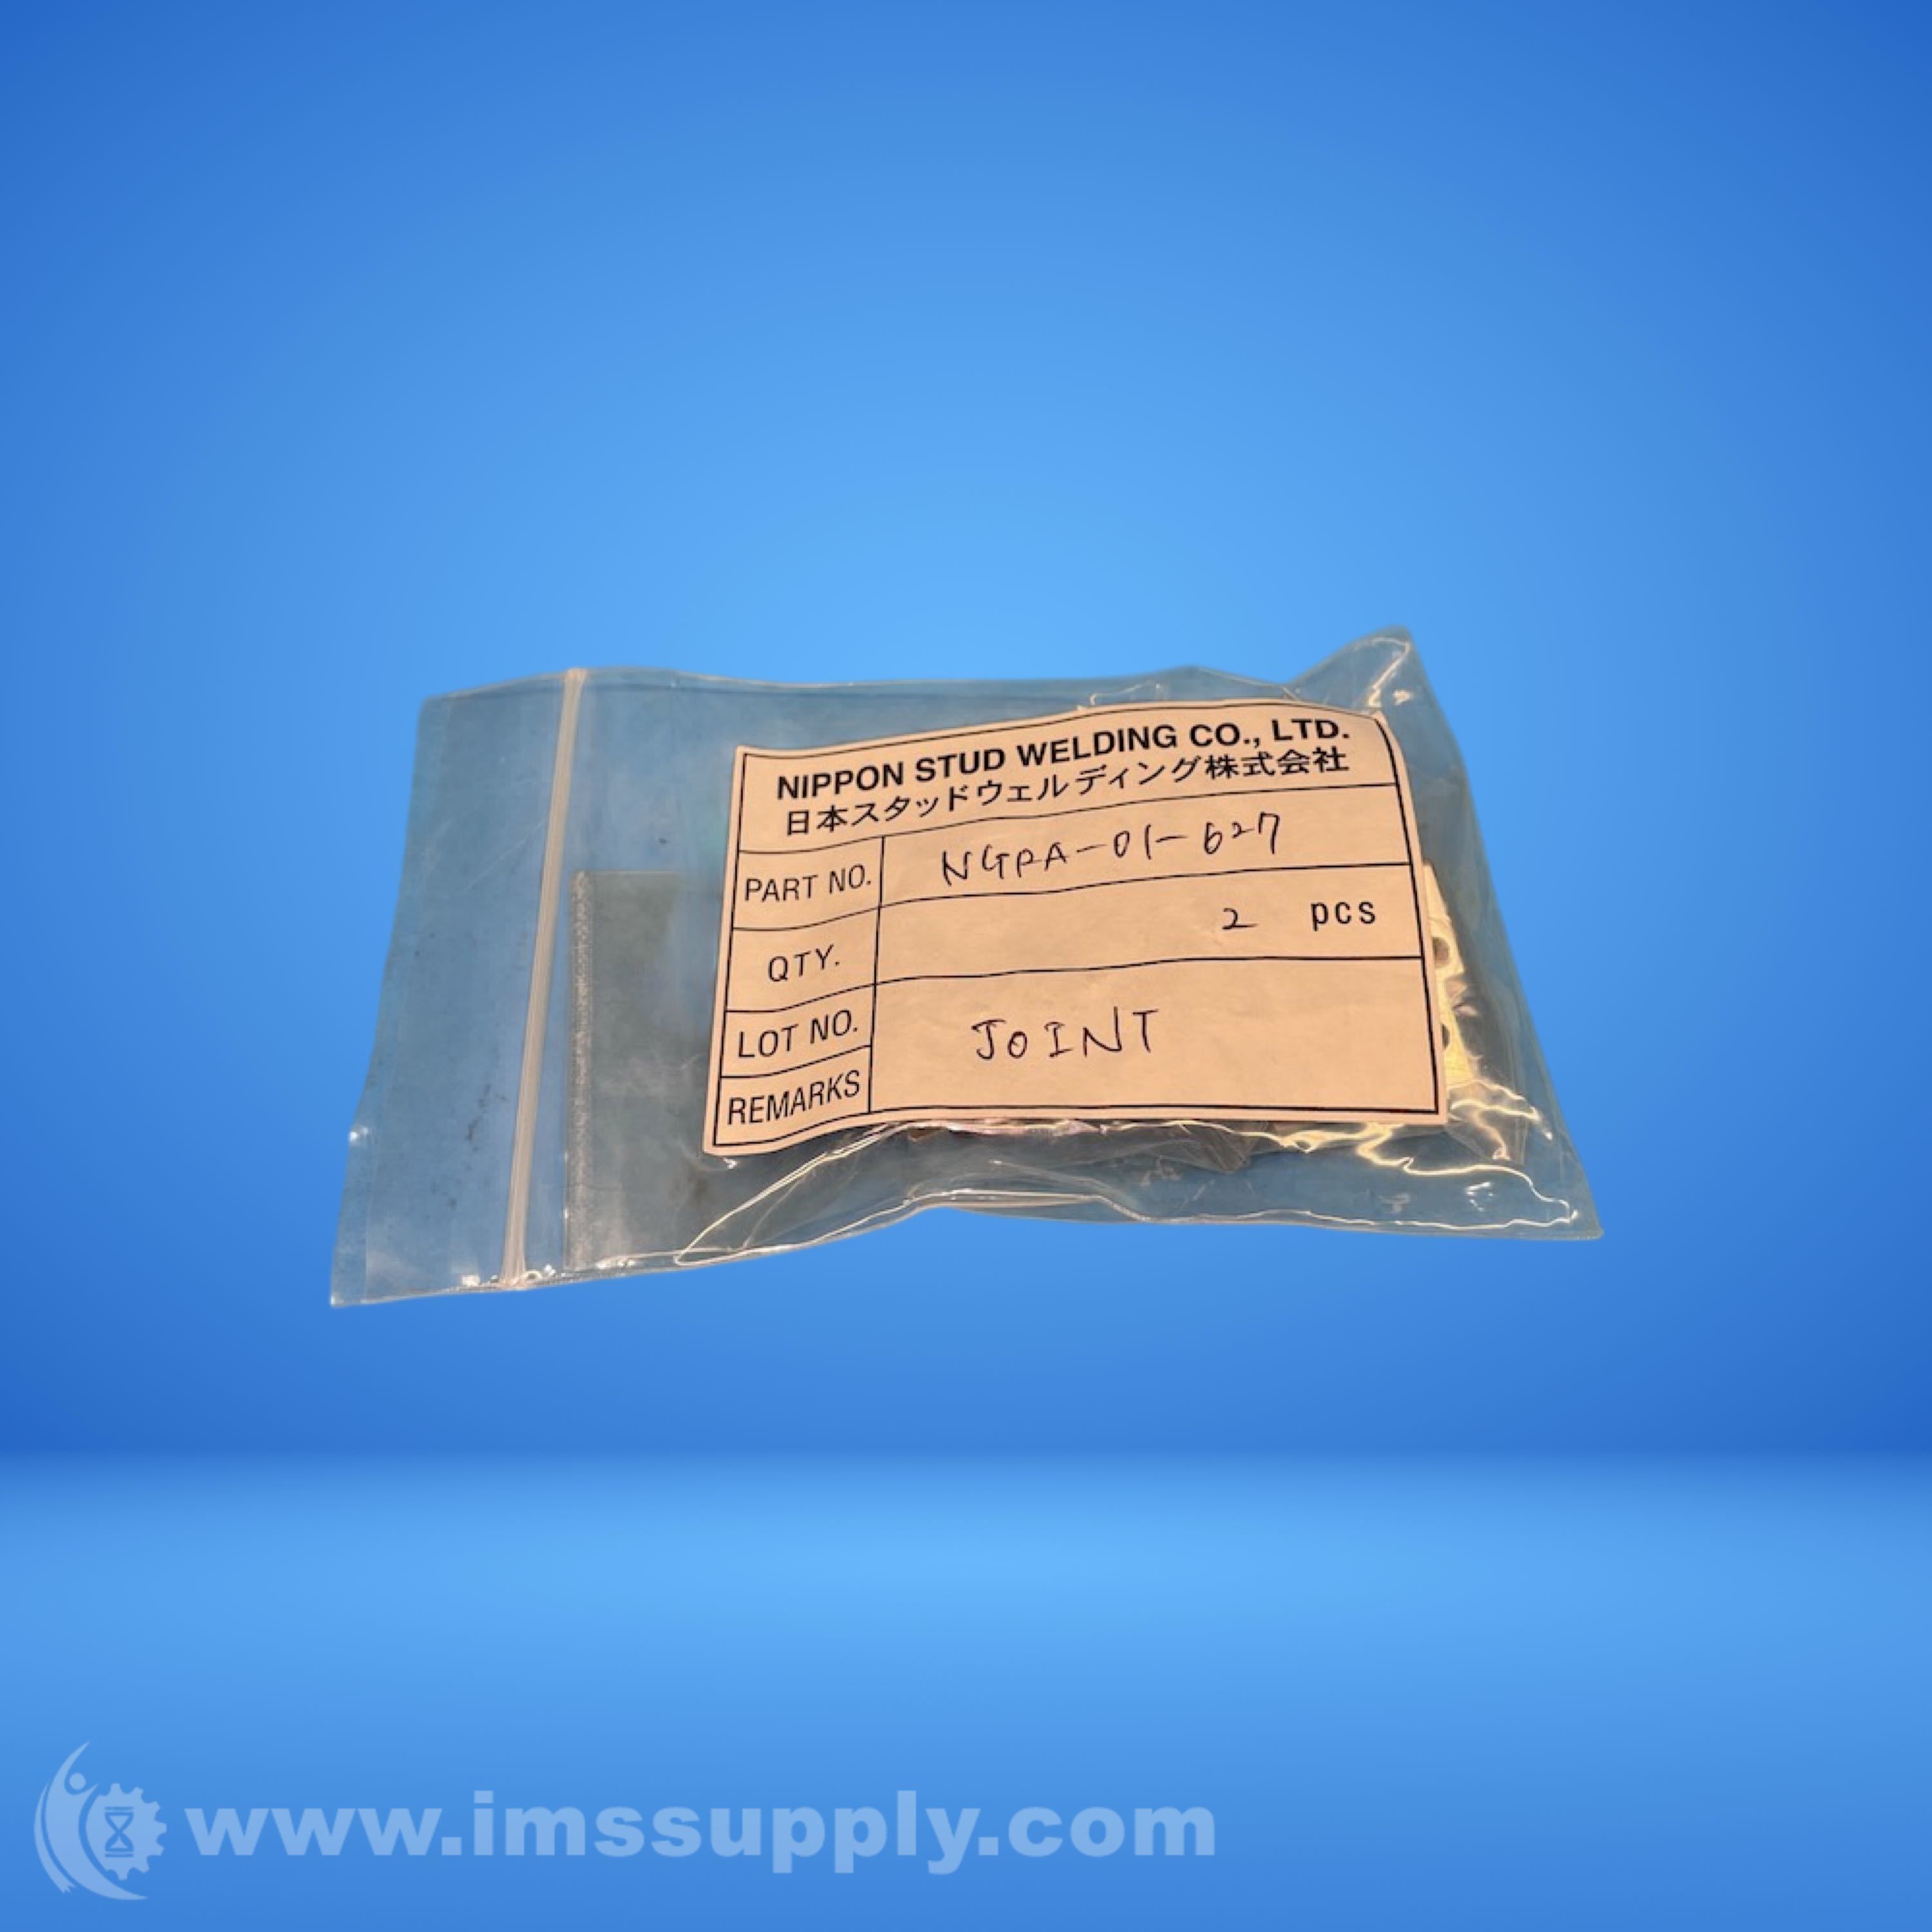 NIPPON STUD WELDING CO., LTD.
日本スタッドウェルディング株式会社
PART NO. NGPA-01-627
QTY. 2 pcs
LOT NO. JOINT
REMARKS
www.imssupply.com